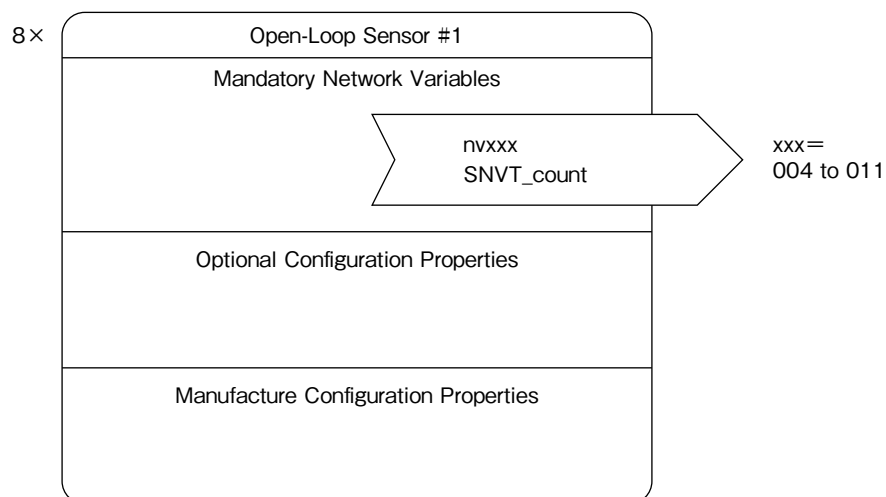 8× Open-Loop Sensor #1
Mandatory Network Variables
nvxxx
SNVT_count
xxx=
004 to 011
Optional Configuration Properties
Manufacture Configuration Properties